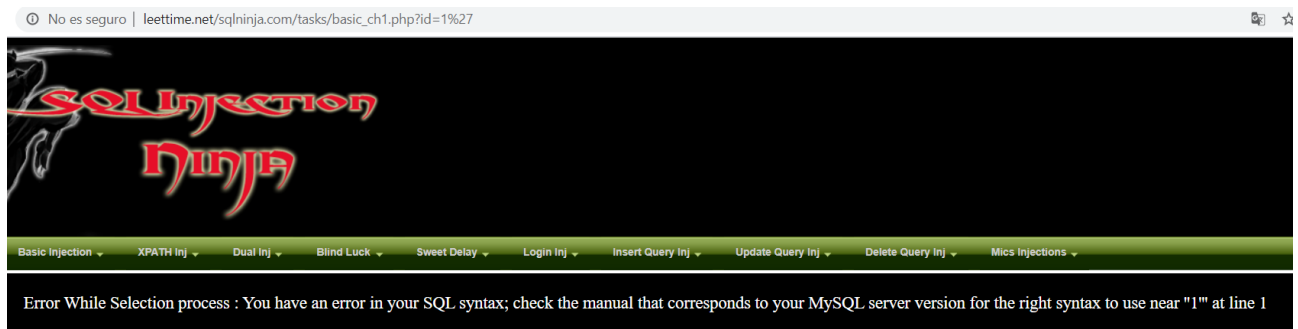 No es seguro | leettime.net/sqlninja.com/tasks/basic_ch1.php?id=1%27
SQL Injection
Ninja
Basic Injection XPATH Inj Dual Inj Blind Luck Sweet Delay Login Inj Insert Query Inj Update Query Inj Delete Query Inj Mics Injections
Error While Selection process : You have an error in your SQL syntax; check the manual that corresponds to your MySQL server version for the right syntax to use near ''1''' at line 1